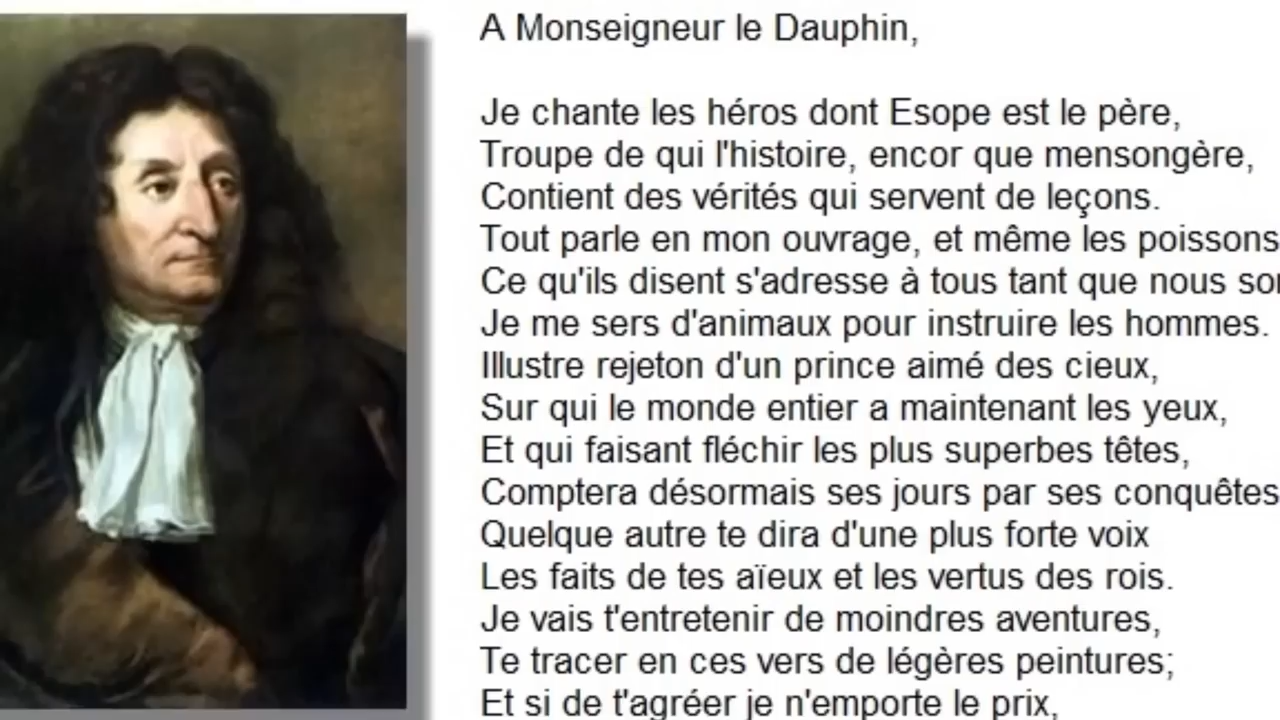 A Monseigneur le Dauphin,
Je chante les héros dont Esope est le père,
Troupe de qui l'histoire, encor que mensongère,
Contient des vérités qui servent de leçons.
Tout parle en mon ouvrage, et même les poissons
Ce qu'ils disent s'adresse à tous tant que nous
Je me sers d'animaux pour instruire les hommes.
Illustre rejeton d'un prince aimé des cieux,
Sur qui le monde entier a maintenant les yeux,
Et qui faisant fléchir les plus superbes têtes,
Comptera désormais ses jours par ses conquêtes
Quelque autre te dira d'une plus forte voix
Les faits de tes aïeux et les vertus des rois.
Je vais t'entretenir de moindres aventures,
Te tracer en ces vers de légères peintures;
Et si de t'agréer je n'emporte le prix,